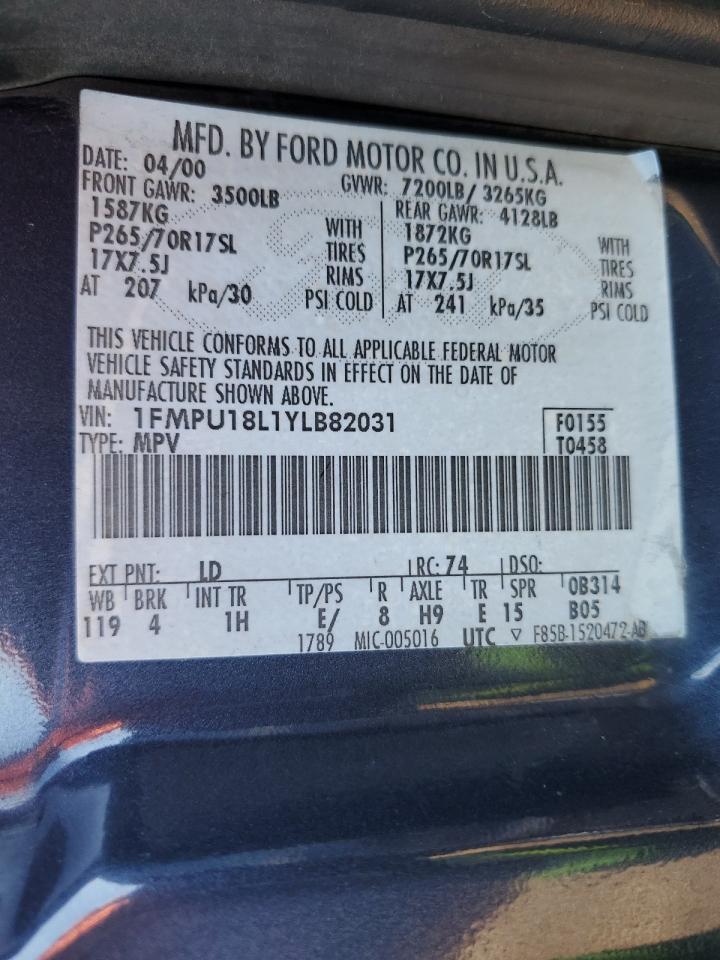 MFD. BY FORD MOTOR CO. IN U.S.A.
DATE: 04/00 GVWR: 7200LB/ 3265KG
FRONT GAWR: 3500LB REAR GAWR: 4128LB
1587KG WITH 1872KG WITH
P265/70R17SL TIRES P265/70R17SL TIRES
17X7.5J RIMS 17X7.5J RIMS
AT 207 kPa/30 PSI COLD AT 241 kPa/35 PSI COLD
THIS VEHICLE CONFORMS TO ALL APPLICABLE FEDERAL MOTOR
VEHICLE SAFETY STANDARDS IN EFFECT ON THE DATE OF
MANUFACTURE SHOWN ABOVE.
VIN: 1FMPU18L1YLB82031 F0155
TYPE: MPV T0458
EXT PNT: LD RC: 74 DSO:
WB BRK INT TR TP/PS R AXLE TR SPR 0B314
119 4 1H E/ 8 H9 E 15 B05
1789 MIC-005016 UTC ▽ F85B-1520472-AB